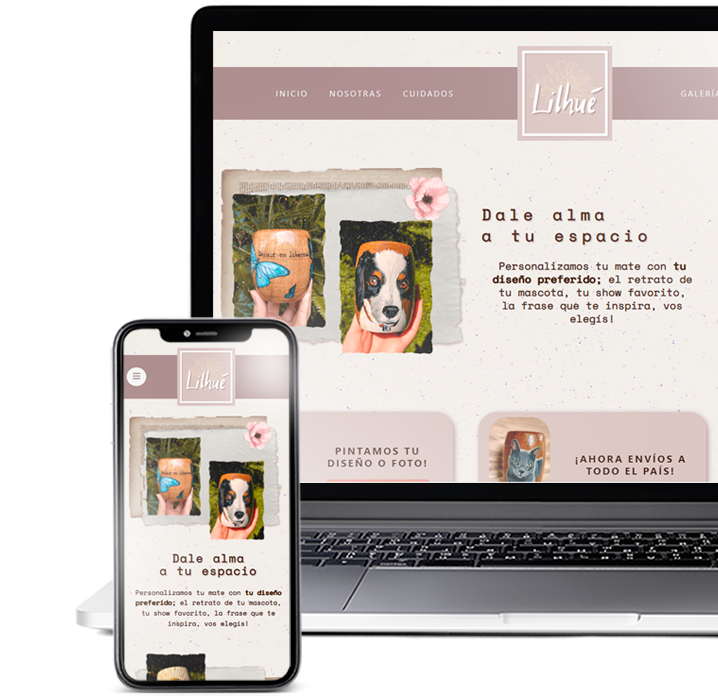 INICIO NOSOTRAS CUIDADOS
Lilhué
GALERÍA
Dale alma
a tu espacio
Personalizamos tu mate con tu
diseño preferido; el retrato de
tu mascota, tu show favorito,
la frase que te inspira, vos
elegís!
PINTAMOS TU
DISEÑO O FOTO!
¡AHORA ENVÍOS A
TODO EL PAÍS!
Lilhué
Dale alma
a tu espacio
Personalizamos tu mate con tu diseño
preferido; el retrato de tu mascota,
tu show favorito, la frase que te
inspira, vos elegís!